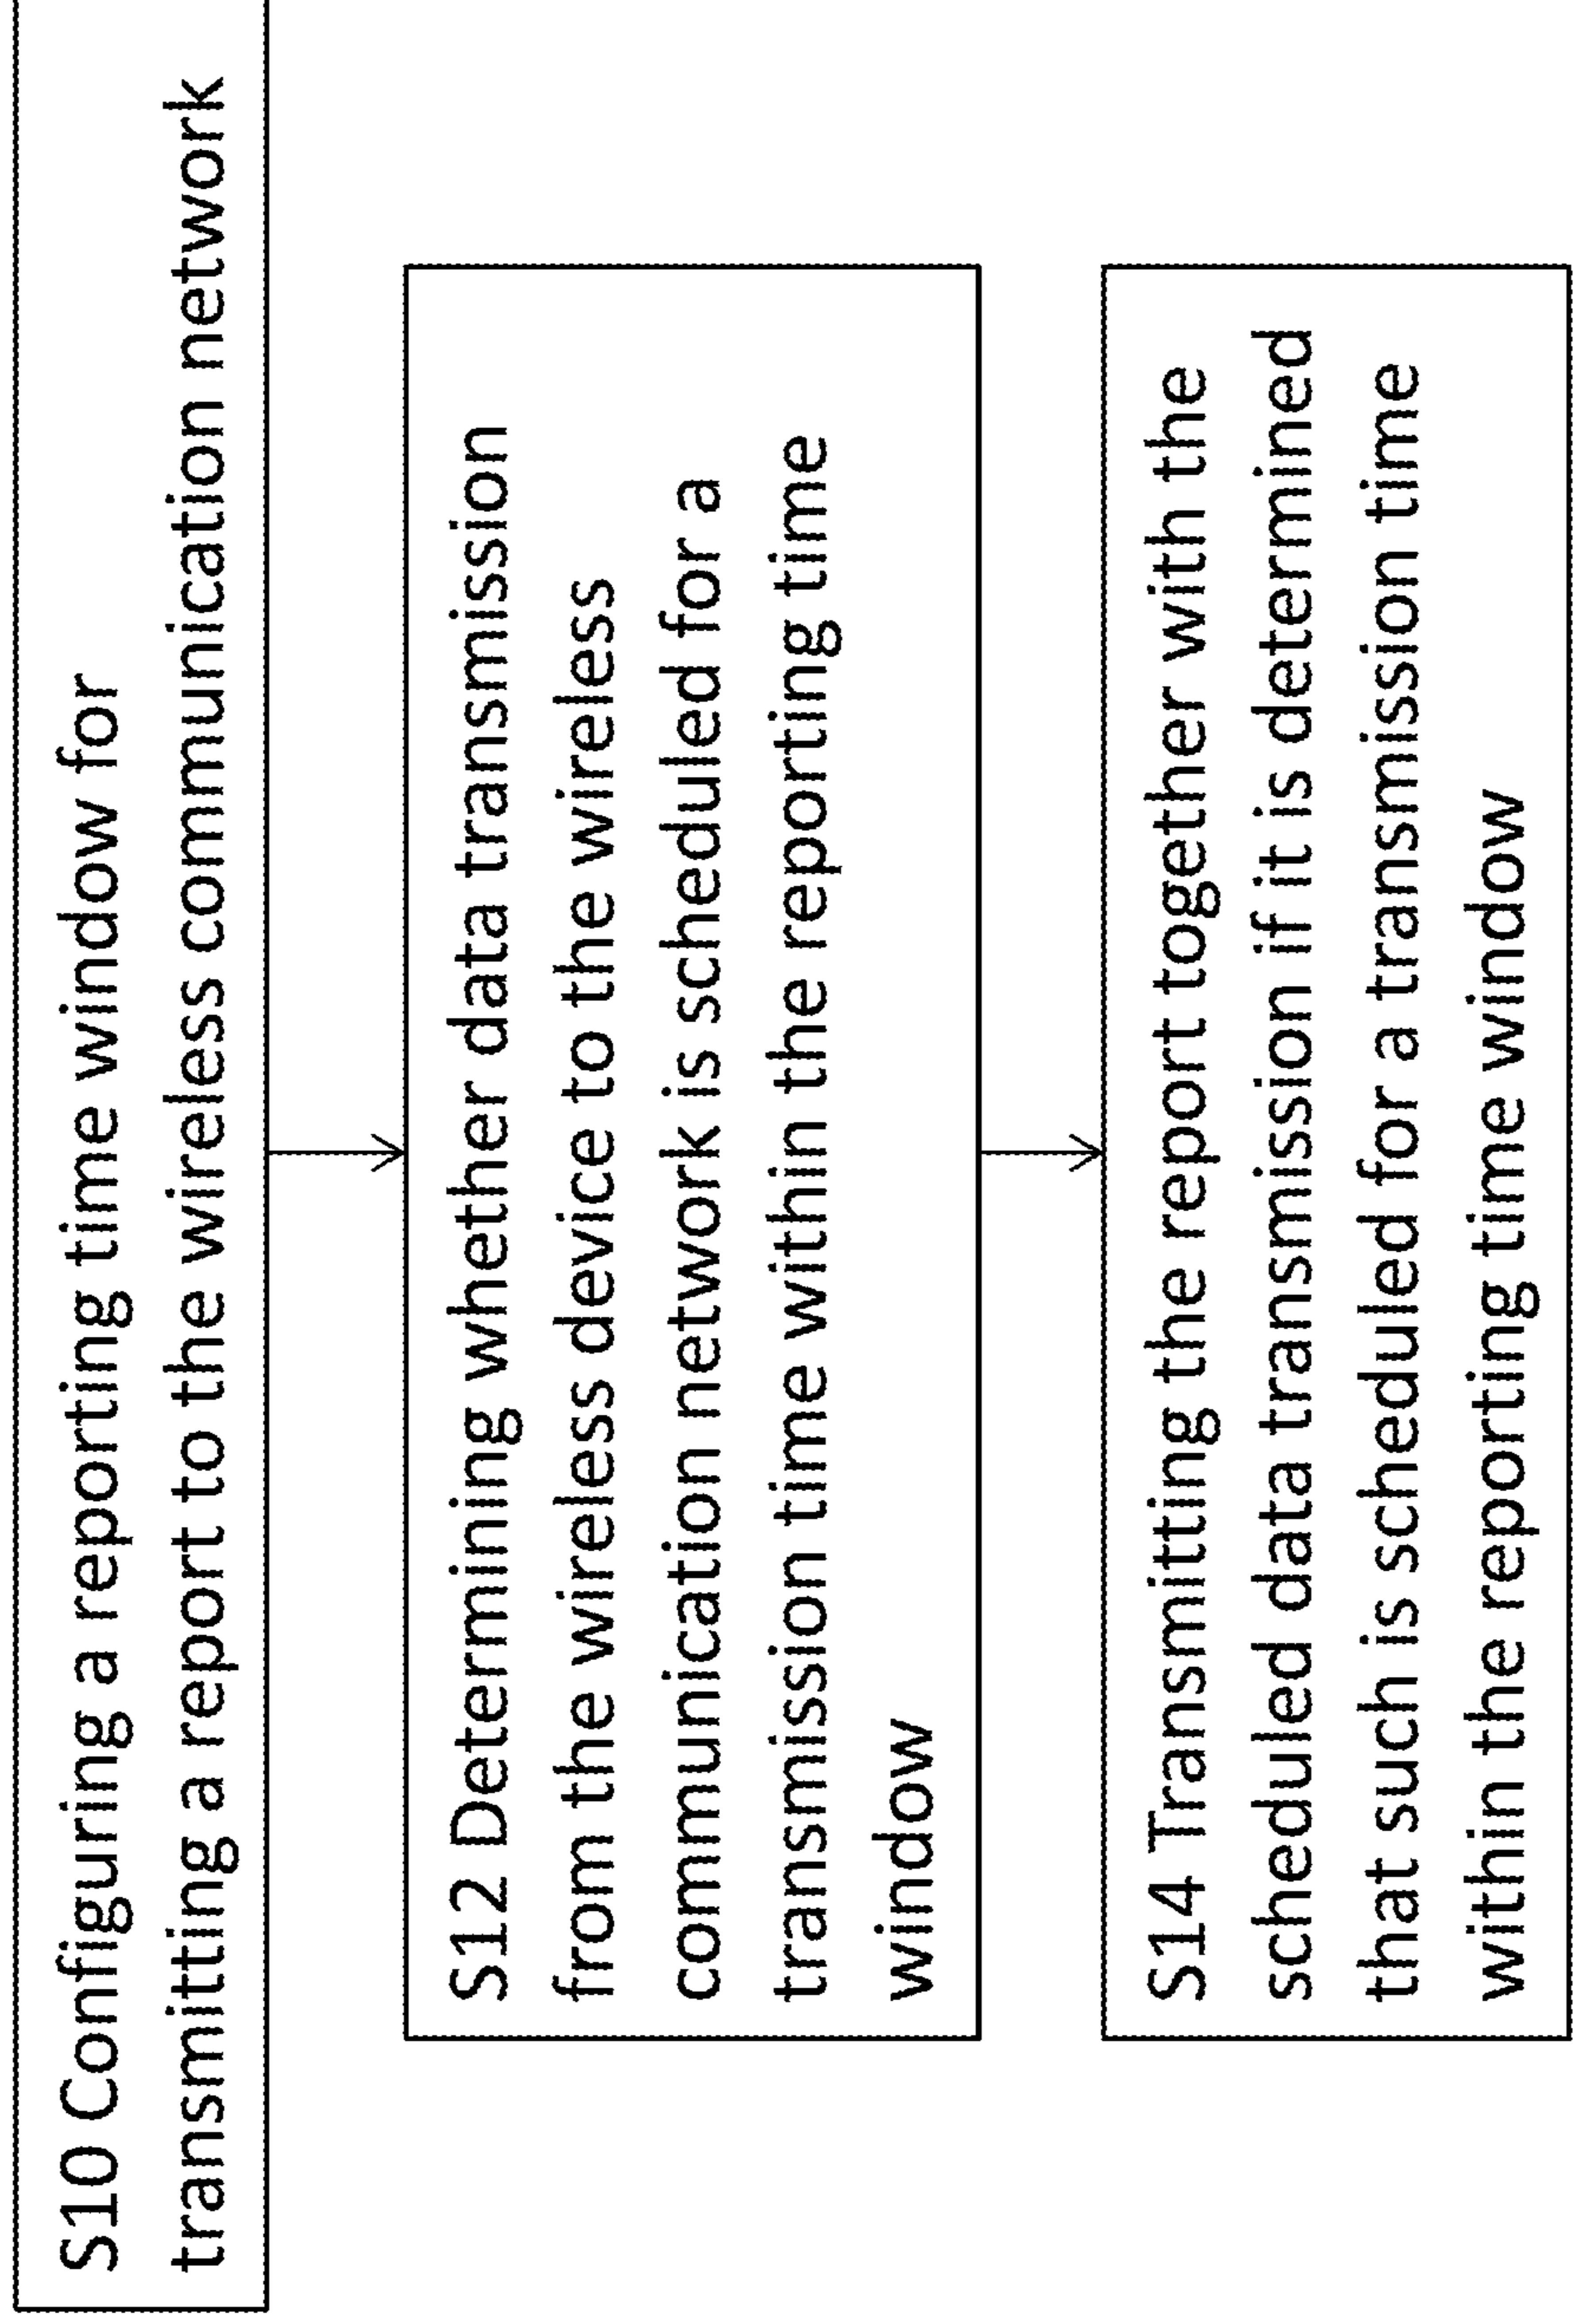 S10 Configuring a reporting time window for
transmitting a report to the wireless communication network
S12 Determining whether data transmission
from the wireless device to the wireless
communication network is scheduled for a
transmission time within the reporting time
window
S14 Transmitting the report together with the
scheduled data transmission if it is determined
that such is scheduled for a transmission time
within the reporting time window